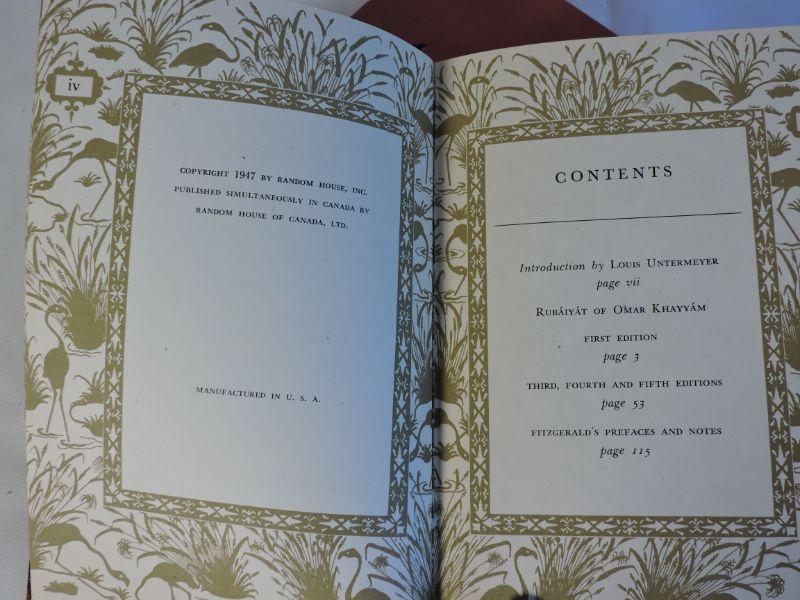 iv
COPYRIGHT 1947 BY RANDOM HOUSE, INC.
PUBLISHED SIMULTANEOUSLY IN CANADA BY
RANDOM HOUSE OF CANADA, LTD.
MANUFACTURED IN U. S. A.
CONTENTS
Introduction by LOUIS UNTERMEYER
page vii
RUBÁIYÁT OF OMAR KHAYYÁM
FIRST EDITION
page 3
THIRD, FOURTH AND FIFTH EDITIONS
page 53
FITZGERALD'S PREFACES AND NOTES
page 115